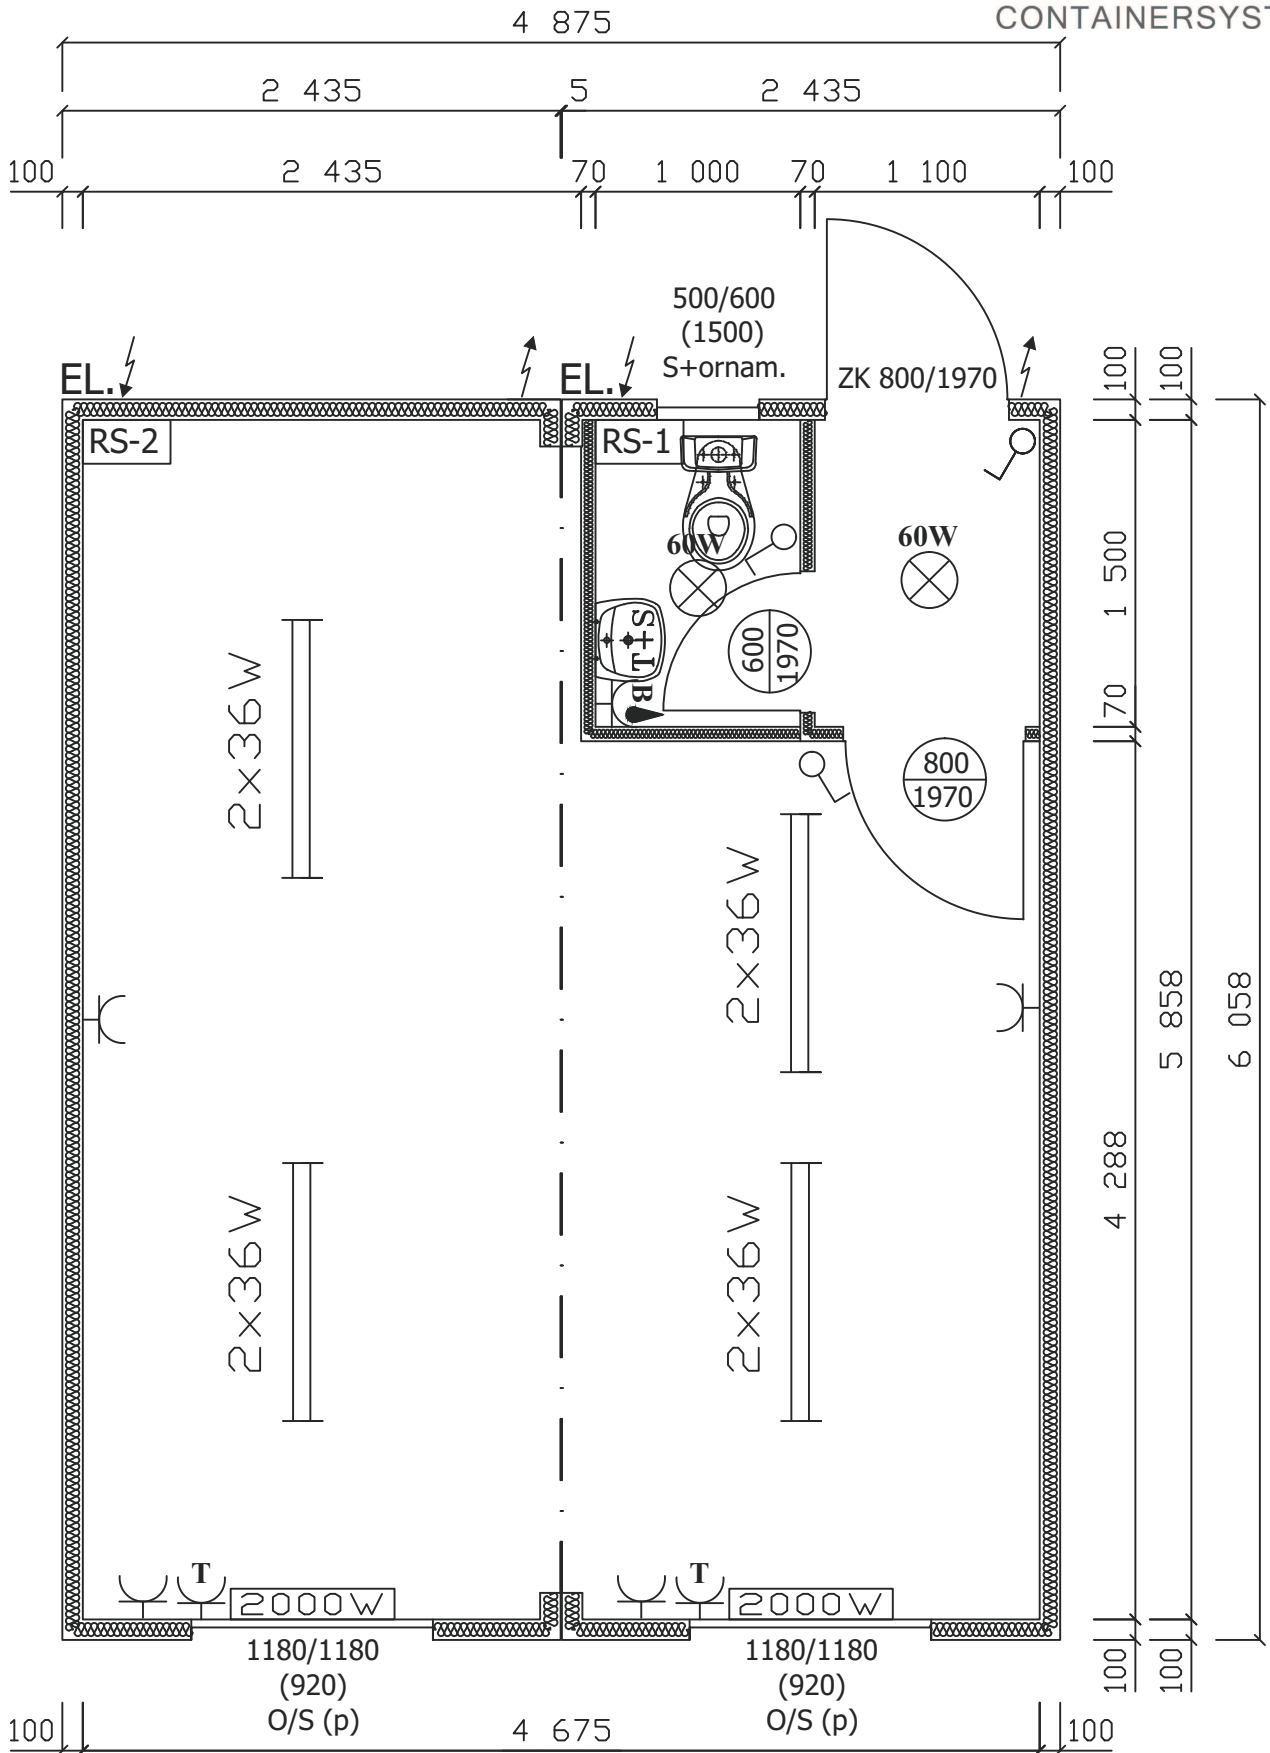 CONTAINERSYST
4 875
2 435 5 2 435
100 2 435 70 1 000 70 1 100 100
500/600
(1500)
S+ornam.
ZK 800/1970
EL. EL.
RS-2 RS-1
100 100
60W 60W
1 500
S+T
B
600
1970
70
800
1970
2x36W
2x36W
2x36W
2x36W
4 288
5 858
6 058
T T
2000W 2000W
1180/1180 1180/1180
(920) (920)
O/S (p) O/S (p)
100 100
100 4 675 100